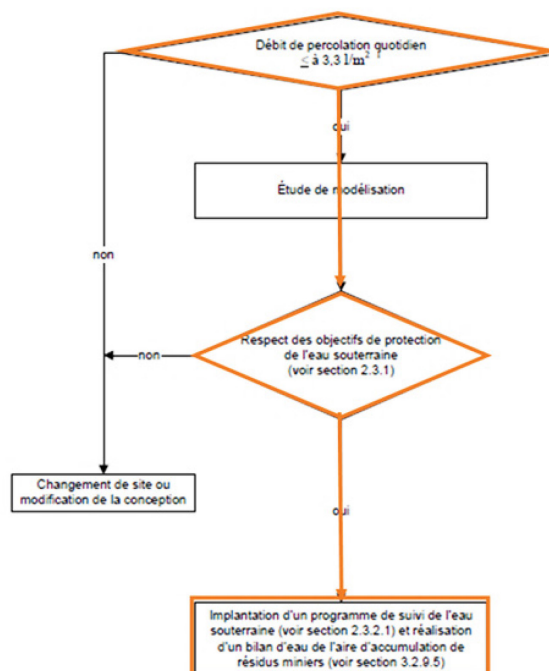 Débit de percolation quotidien
≤ à 3,3 l/m² ¹
oui
Étude de modélisation
non
Respect des objectifs de protection
de l'eau souterraine
(voir section 2.3.1)
non
Changement de site ou
modification de la conception
oui
Implantation d'un programme de suivi de l'eau
souterraine (voir section 2.3.2.1) et réalisation
d'un bilan d'eau de l'aire d'accumulation de
résidus miniers (voir section 3.2.9.5)